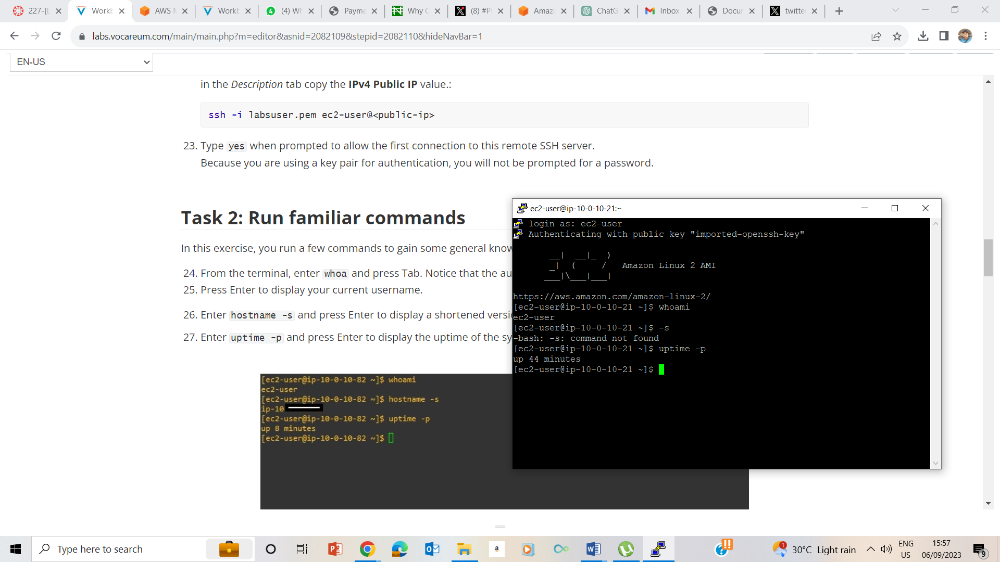 227-[L
Workb
AWS M
Workb
(4) Wh
Payme
Why C
(8) #Pl
Amaz
ChatG
Inbox
Docur
twitte
labs.vocareum.com/main/main.php?m=editor&asnid=2082109&stepid=2082110&hideNavBar=1
EN-US
in the Description tab copy the IPv4 Public IP value.:
ssh -i labsuser.pem ec2-user@<public-ip>
23. Type yes when prompted to allow the first connection to this remote SSH server.
Because you are using a key pair for authentication, you will not be prompted for a password.
Task 2: Run familiar commands
In this exercise, you run a few commands to gain some general know
24. From the terminal, enter whoa and press Tab. Notice that the au
25. Press Enter to display your current username.
26. Enter hostname -s and press Enter to display a shortened versi
27. Enter uptime -p and press Enter to display the uptime of the sy
[ec2-user@ip-10-0-10-82 ~]$ whoami
ec2-user
[ec2-user@ip-10-0-10-82 ~]$ hostname -s
ip-10
[ec2-user@ip-10-0-10-82 ~]$ uptime -p
up 8 minutes
[ec2-user@ip-10-0-10-82 ~]$
ec2-user@ip-10-0-10-21:~
login as: ec2-user
Authenticating with public key "imported-openssh-key"
__|  __|_  )
_|  (     /   Amazon Linux 2 AMI
___|\___|___|
https://aws.amazon.com/amazon-linux-2/
[ec2-user@ip-10-0-10-21 ~]$ whoami
ec2-user
[ec2-user@ip-10-0-10-21 ~]$ -s
-bash: -s: command not found
[ec2-user@ip-10-0-10-21 ~]$ uptime -p
up 44 minutes
[ec2-user@ip-10-0-10-21 ~]$
Type here to search
a
1
30°C Light rain
ENG
US
15:57
06/09/2023
9